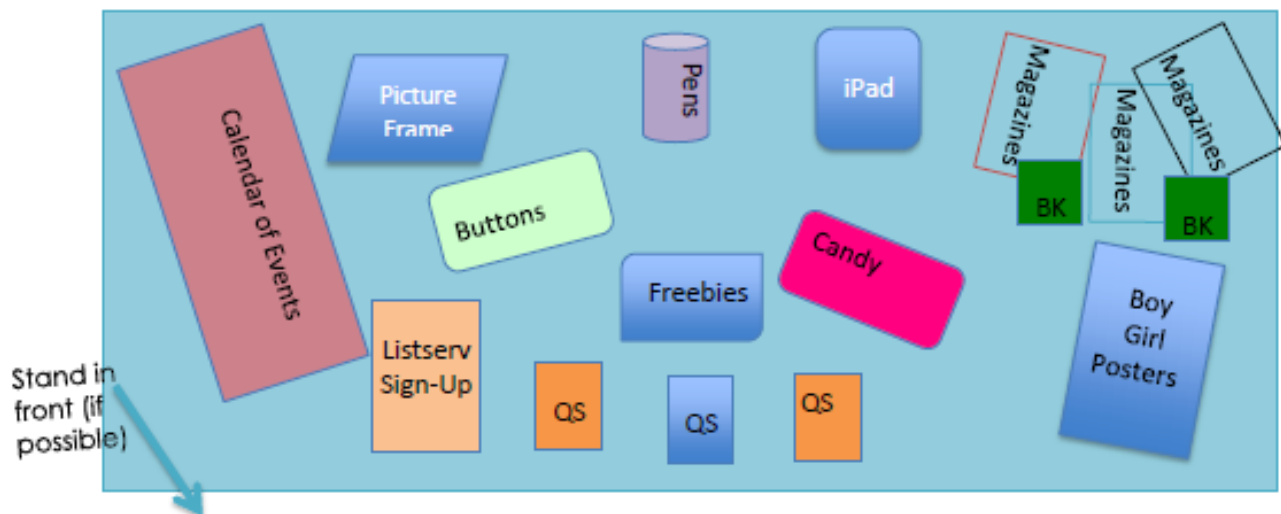 Calendar of Events
Picture
Frame
Pens
iPad
Magazines
Magazines
Magazines
BK
BK
Buttons
Candy
Freebies
Boy
Girl
Posters
Listserv
Sign-Up
QS
QS
QS
Stand in
front (if
possible)